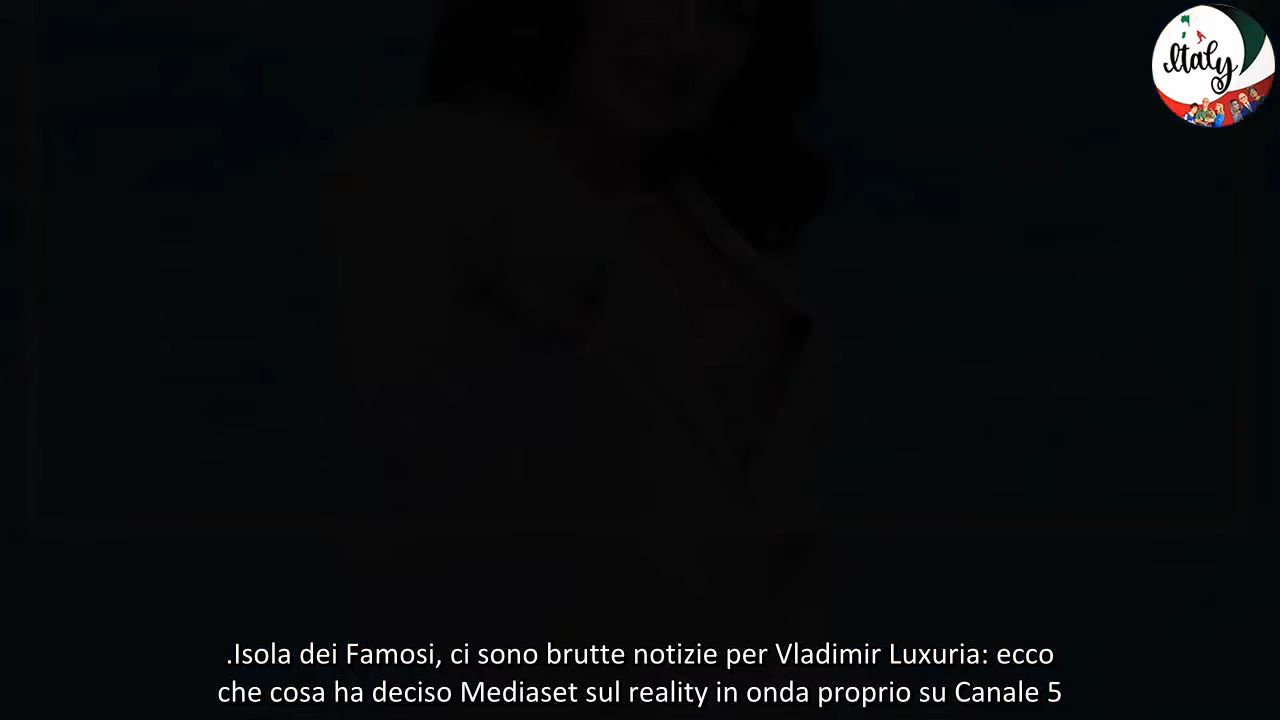 Italy
.Isola dei Famosi, ci sono brutte notizie per Vladimir Luxuria: ecco
che cosa ha deciso Mediaset sul reality in onda proprio su Canale 5